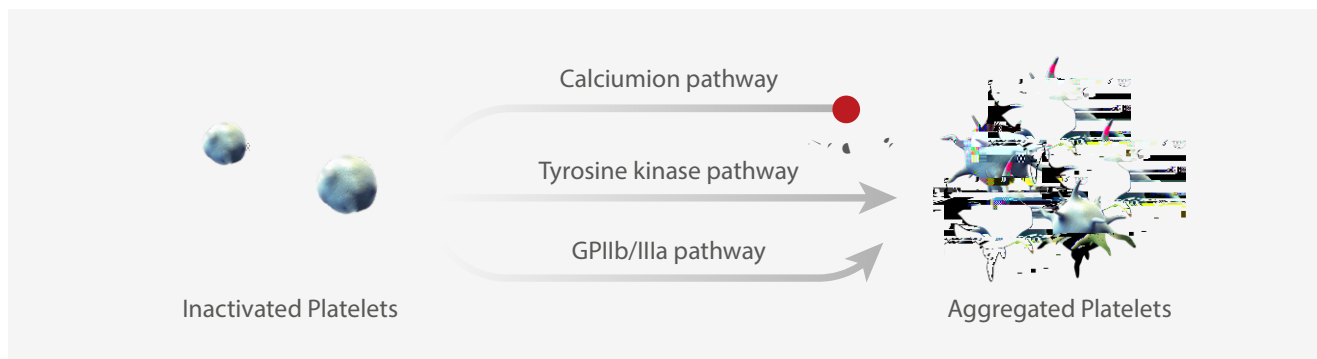 Calciumion pathway
Tyrosine kinase pathway
GPIIb/IIIa pathway
Inactivated Platelets
Aggregated Platelets